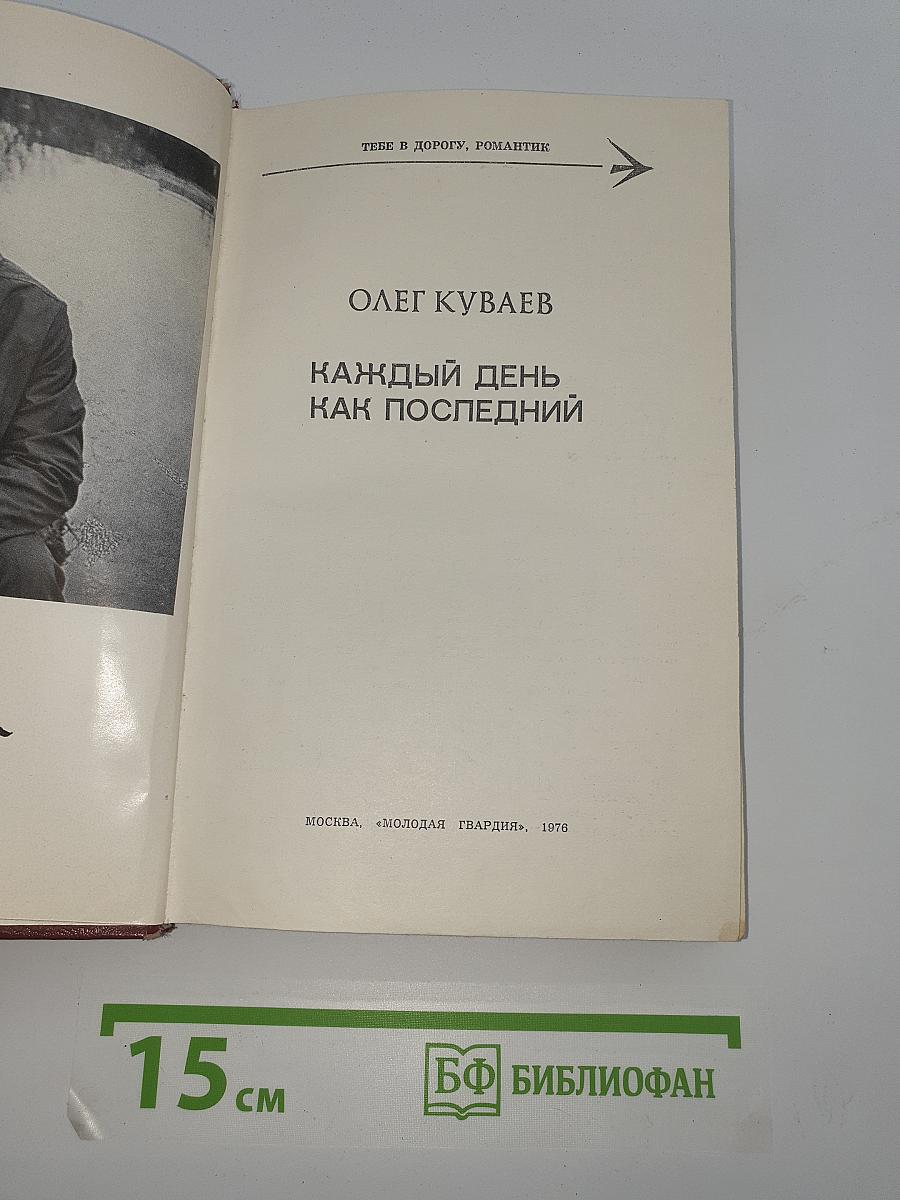 ТЕБЕ В ДОРОГУ, РОМАНТИК
ОЛЕГ КУВАЕВ
КАЖДЫЙ ДЕНЬ
КАК ПОСЛЕДНИЙ
МОСКВА, «МОЛОДАЯ ГВАРДИЯ», 1976
15 см
БФ БИБЛИОФАН